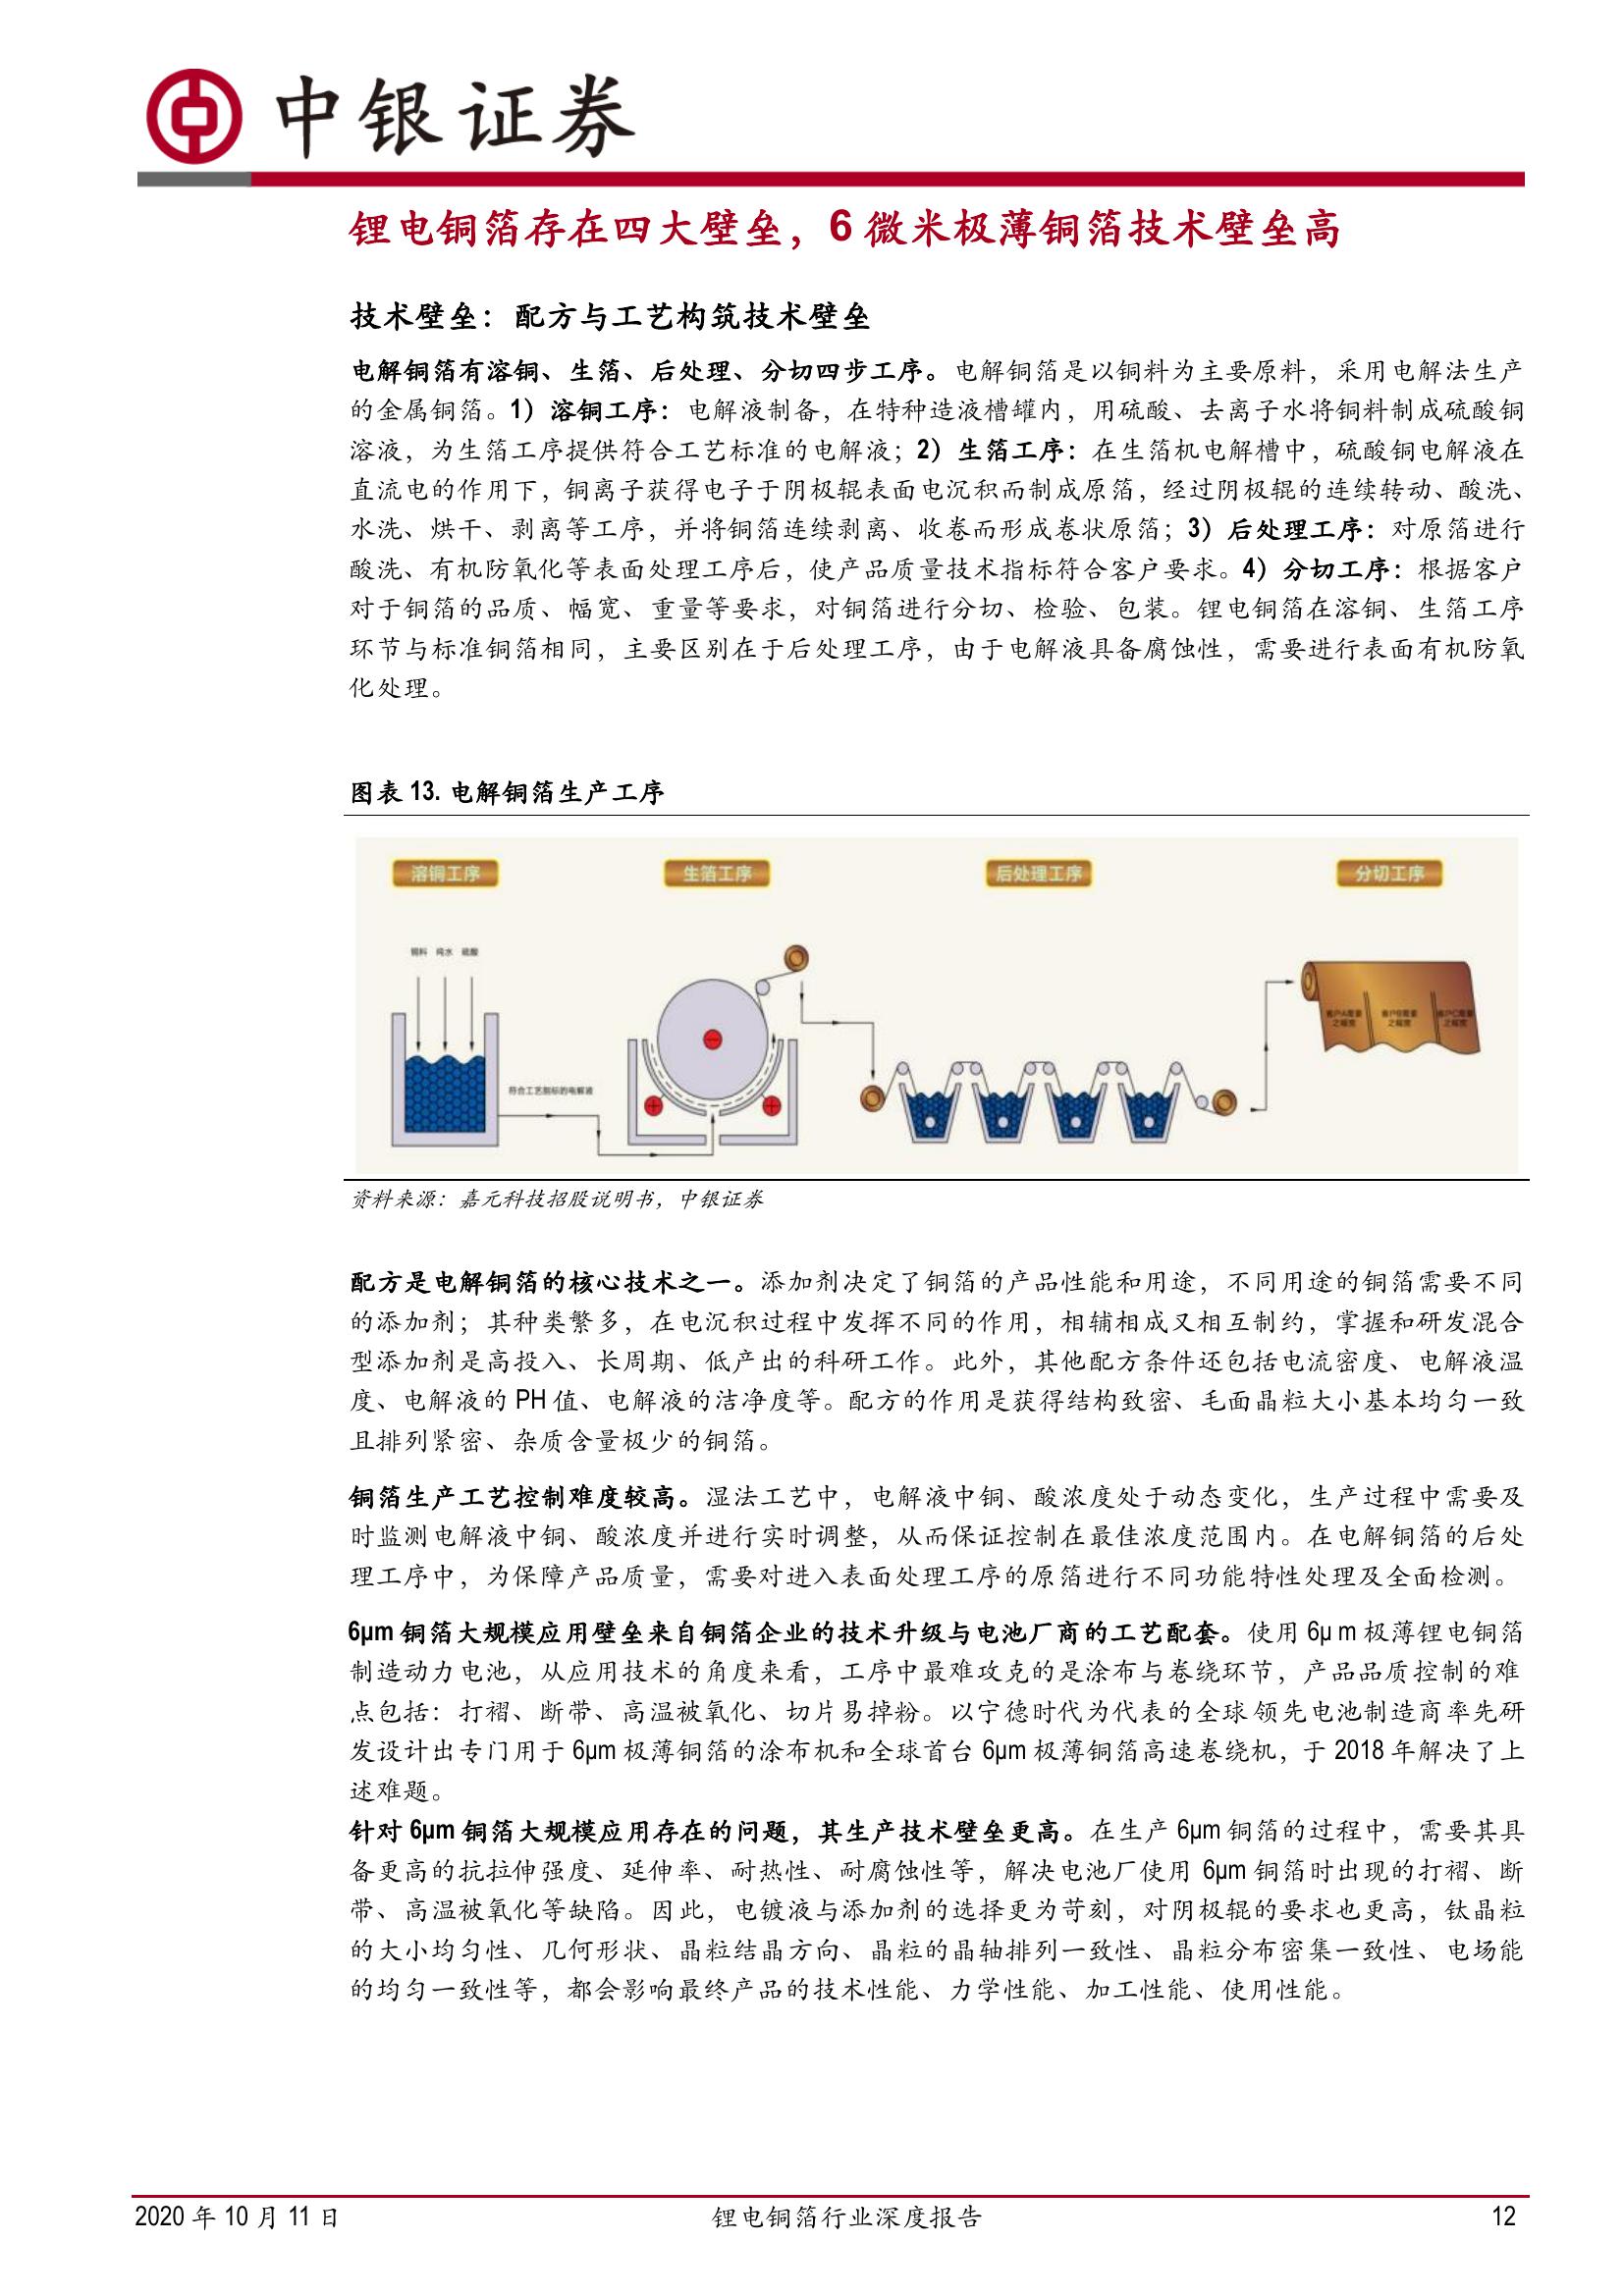 中银证券
锂电铜箔存在四大壁垒，6 微米极薄铜箔技术壁垒高
技术壁垒：配方与工艺构筑技术壁垒
电解铜箔有溶铜、生箔、后处理、分切四步工序。电解铜箔是以铜料为主要原料，采用电解法生产
的金属铜箔。1）溶铜工序：电解液制备，在特种造液槽罐内，用硫酸、去离子水将铜料制成硫酸铜
溶液，为生箔工序提供符合工艺标准的电解液；2）生箔工序：在生箔机电解槽中，硫酸铜电解液在
直流电的作用下，铜离子获得电子于阴极辊表面电沉积而制成原箔，经过阴极辊的连续转动、酸洗、
水洗、烘干、剥离等工序，并将铜箔连续剥离、收卷而形成卷状原箔；3）后处理工序：对原箔进行
酸洗、有机防氧化等表面处理工序后，使产品质量技术指标符合客户要求。4）分切工序：根据客户
对于铜箔的品质、幅宽、重量等要求，对铜箔进行分切、检验、包装。锂电铜箔在溶铜、生箔工序
环节与标准铜箔相同，主要区别在于后处理工序，由于电解液具备腐蚀性，需要进行表面有机防氧
化处理。
图表 13. 电解铜箔生产工序
溶铜工序 生箔工序 后处理工序 分切工序
铜料 纯水 硫酸
客户A需要 客户B需要 客户C需要
之幅宽 之幅宽 之幅宽
符合工艺指标的电解液
资料来源：嘉元科技招股说明书，中银证券
配方是电解铜箔的核心技术之一。添加剂决定了铜箔的产品性能和用途，不同用途的铜箔需要不同
的添加剂；其种类繁多，在电沉积过程中发挥不同的作用，相辅相成又相互制约，掌握和研发混合
型添加剂是高投入、长周期、低产出的科研工作。此外，其他配方条件还包括电流密度、电解液温
度、电解液的 PH 值、电解液的洁净度等。配方的作用是获得结构致密、毛面晶粒大小基本均匀一致
且排列紧密、杂质含量极少的铜箔。
铜箔生产工艺控制难度较高。湿法工艺中，电解液中铜、酸浓度处于动态变化，生产过程中需要及
时监测电解液中铜、酸浓度并进行实时调整，从而保证控制在最佳浓度范围内。在电解铜箔的后处
理工序中，为保障产品质量，需要对进入表面处理工序的原箔进行不同功能特性处理及全面检测。
6μm 铜箔大规模应用壁垒来自铜箔企业的技术升级与电池厂商的工艺配套。使用 6μ m 极薄锂电铜箔
制造动力电池，从应用技术的角度来看，工序中最难攻克的是涂布与卷绕环节，产品品质控制的难
点包括：打褶、断带、高温被氧化、切片易掉粉。以宁德时代为代表的全球领先电池制造商率先研
发设计出专门用于 6μm 极薄铜箔的涂布机和全球首台 6μm 极薄铜箔高速卷绕机，于 2018 年解决了上
述难题。
针对 6μm 铜箔大规模应用存在的问题，其生产技术壁垒更高。在生产 6μm 铜箔的过程中，需要其具
备更高的抗拉伸强度、延伸率、耐热性、耐腐蚀性等，解决电池厂使用 6μm 铜箔时出现的打褶、断
带、高温被氧化等缺陷。因此，电镀液与添加剂的选择更为苛刻，对阴极辊的要求也更高，钛晶粒
的大小均匀性、几何形状、晶粒结晶方向、晶粒的晶轴排列一致性、晶粒分布密集一致性、电场能
的均匀一致性等，都会影响最终产品的技术性能、力学性能、加工性能、使用性能。
2020 年 10 月 11 日 锂电铜箔行业深度报告 12